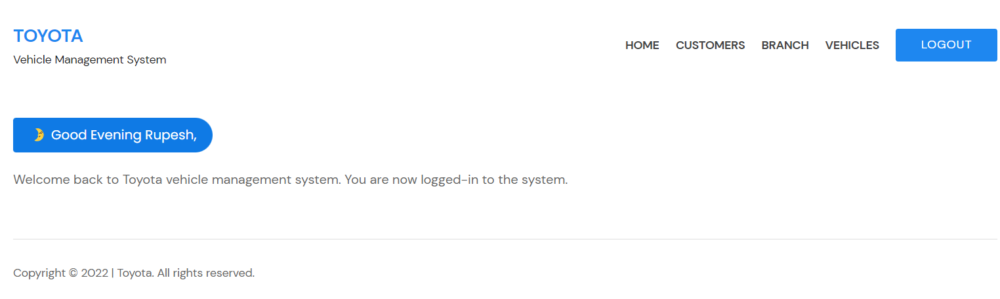 TOYOTA
Vehicle Management System
HOME CUSTOMERS BRANCH VEHICLES LOGOUT
🌛 Good Evening Rupesh,
Welcome back to Toyota vehicle management system. You are now logged-in to the system.
Copyright © 2022 | Toyota. All rights reserved.